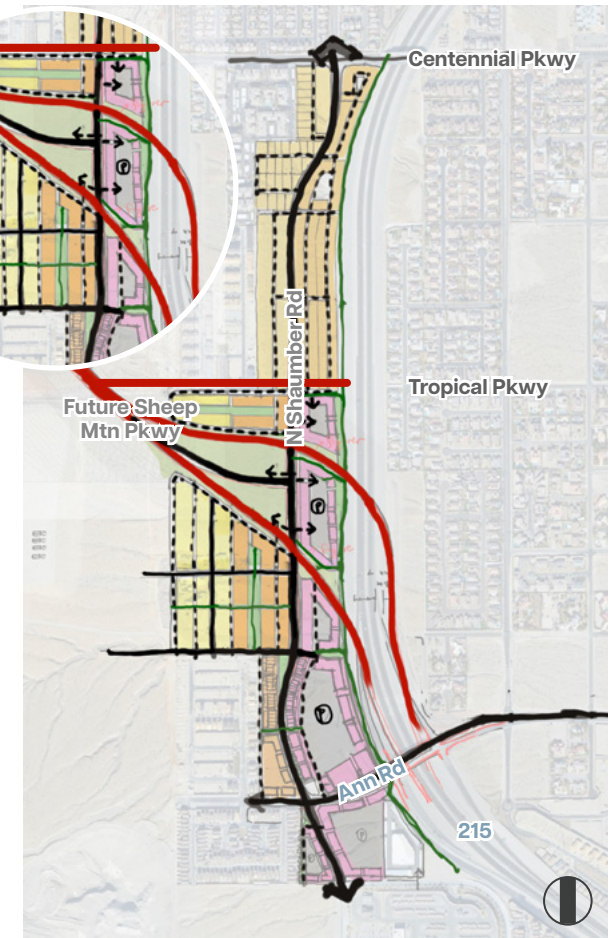 Centennial Pkwy
N Shaumber Rd
Tropical Pkwy
Future Sheep
Mtn Pkwy
Ann Rd
215